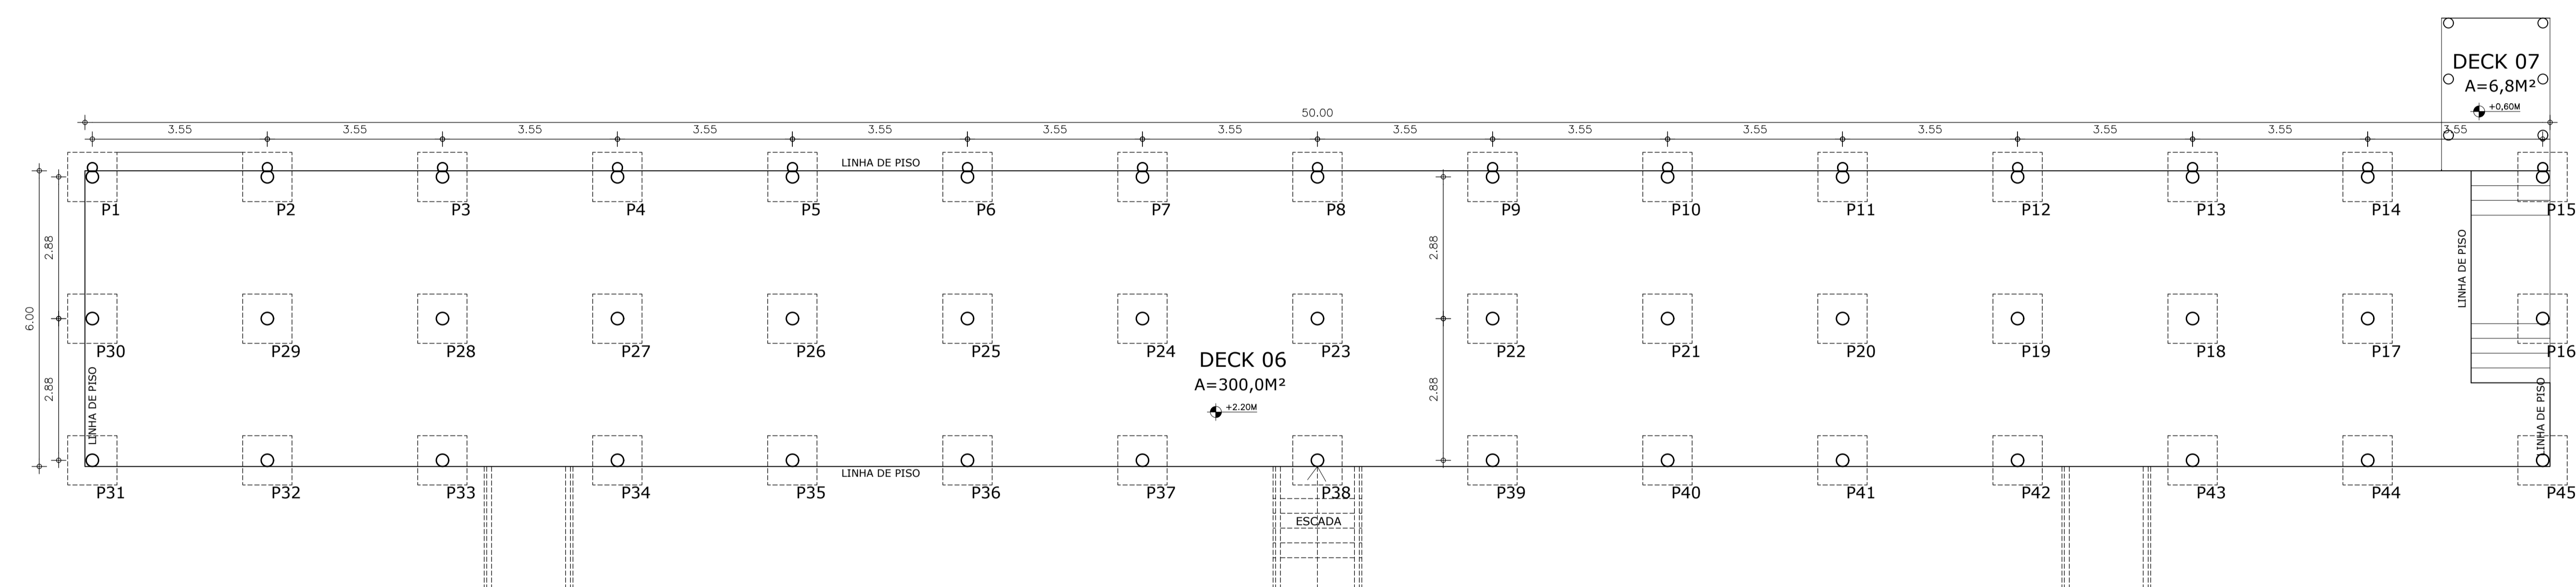 DECK 07
A=6,8M²
+0,60M
50.00
3.55 3.55 3.55 3.55 3.55 3.55 3.55 3.55 3.55 3.55 3.55 3.55 3.55 3.55
LINHA DE PISO
P1 P2 P3 P4 P5 P6 P7 P8 P9 P10 P11 P12 P13 P14 P15
2.88
2.88
LINHA DE PISO
6.00
P30 P29 P28 P27 P26 P25 P24 P23 P22 P21 P20 P19 P18 P17 P16
DECK 06
A=300,0M²
+2.20M
2.88
2.88
LINHA DE PISO
LINHA DE PISO
LINHA DE PISO
P31 P32 P33 P34 P35 P36 P37 P38 P39 P40 P41 P42 P43 P44 P45
ESCADA